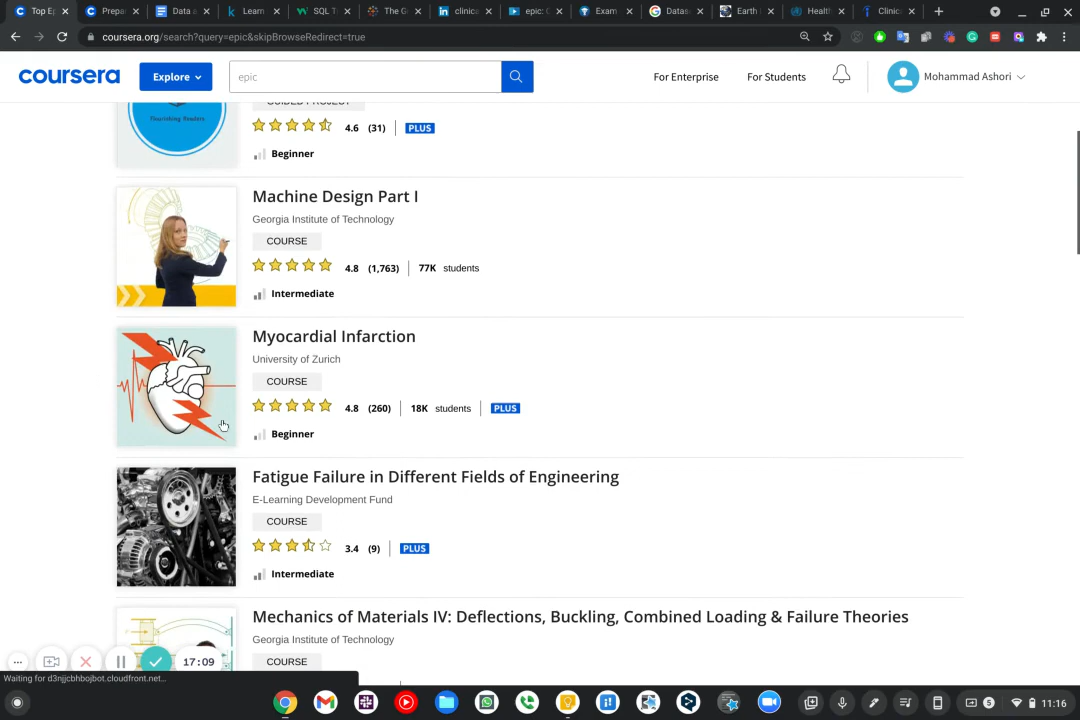 Top Ep
Prepa
Data a
Learn
SQL T
The G
clinica
epic: C
Exam
Datas
Earth
Health
Clinic
coursera.org/search?query=epic&skipBrowseRedirect=true
coursera
Explore
epic
For Enterprise
For Students
Mohammad Ashori
Flourishing Readers
GUIDED PROJECT
4.6 (31) PLUS
Beginner
Machine Design Part I
Georgia Institute of Technology
COURSE
4.8 (1,763) 77K students
Intermediate
Myocardial Infarction
University of Zurich
COURSE
4.8 (260) 18K students PLUS
Beginner
Fatigue Failure in Different Fields of Engineering
E-Learning Development Fund
COURSE
3.4 (9) PLUS
Intermediate
Mechanics of Materials IV: Deflections, Buckling, Combined Loading & Failure Theories
Georgia Institute of Technology
COURSE
17:09
Waiting for d3njjcbhbojbot.cloudfront.net...
5
11:16